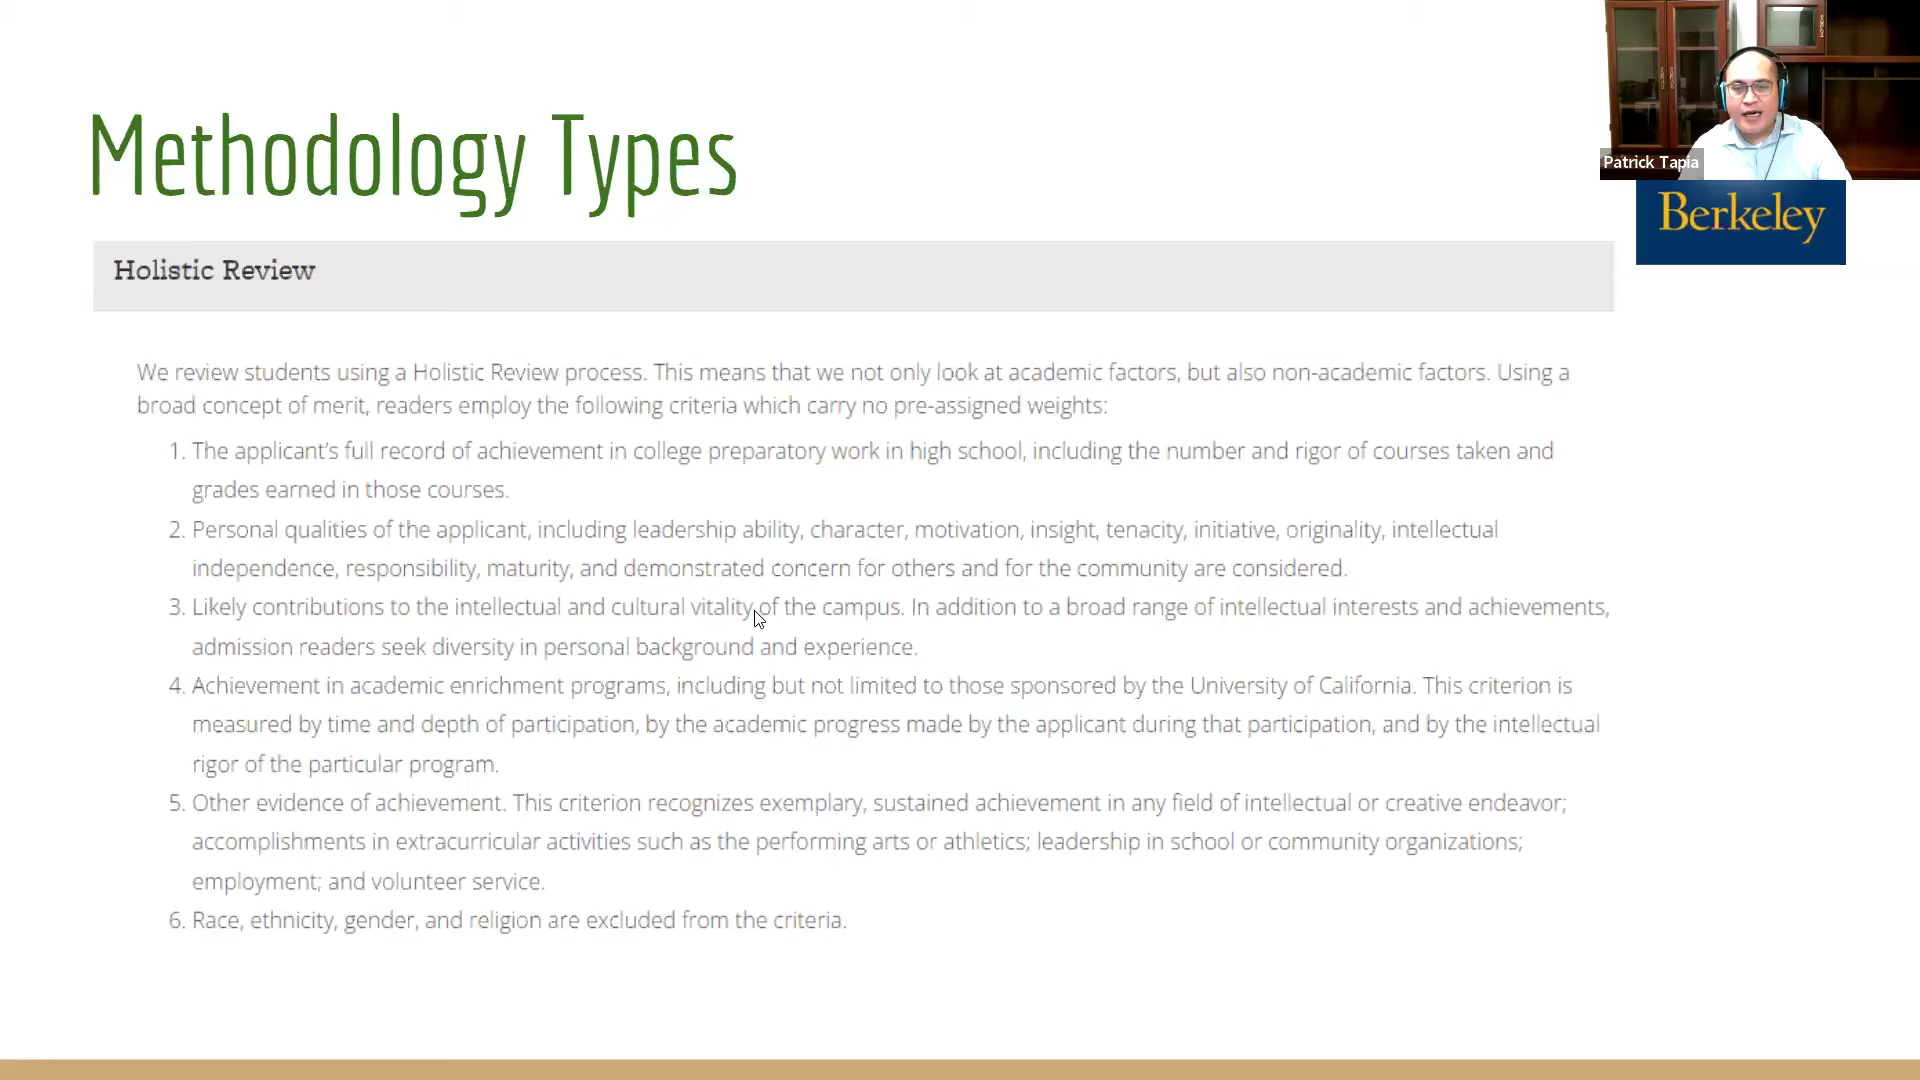 Methodology Types
Patrick Tapia
Berkeley
Holistic Review
We review students using a Holistic Review process. This means that we not only look at academic factors, but also non-academic factors. Using a
broad concept of merit, readers employ the following criteria which carry no pre-assigned weights:
1. The applicant's full record of achievement in college preparatory work in high school, including the number and rigor of courses taken and
grades earned in those courses.
2. Personal qualities of the applicant, including leadership ability, character, motivation, insight, tenacity, initiative, originality, intellectual
independence, responsibility, maturity, and demonstrated concern for others and for the community are considered.
3. Likely contributions to the intellectual and cultural vitality of the campus. In addition to a broad range of intellectual interests and achievements,
admission readers seek diversity in personal background and experience.
4. Achievement in academic enrichment programs, including but not limited to those sponsored by the University of California. This criterion is
measured by time and depth of participation, by the academic progress made by the applicant during that participation, and by the intellectual
rigor of the particular program.
5. Other evidence of achievement. This criterion recognizes exemplary, sustained achievement in any field of intellectual or creative endeavor;
accomplishments in extracurricular activities such as the performing arts or athletics; leadership in school or community organizations;
employment; and volunteer service.
6. Race, ethnicity, gender, and religion are excluded from the criteria.